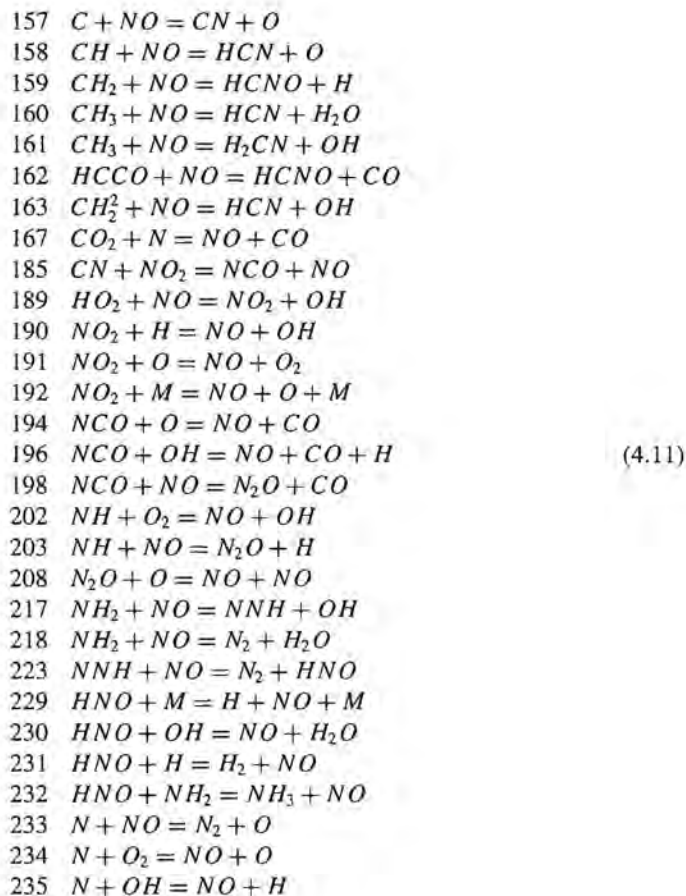 157 C + NO = CN + O
158 CH + NO = HCN + O
159 CH₂ + NO = HCNO + H
160 CH₃ + NO = HCN + H₂O
161 CH₃ + NO = H₂CN + OH
162 HCCO + NO = HCNO + CO
163 CH₂² + NO = HCN + OH
167 CO₂ + N = NO + CO
185 CN + NO₂ = NCO + NO
189 HO₂ + NO = NO₂ + OH
190 NO₂ + H = NO + OH
191 NO₂ + O = NO + O₂
192 NO₂ + M = NO + O + M
194 NCO + O = NO + CO
196 NCO + OH = NO + CO + H (4.11)
198 NCO + NO = N₂O + CO
202 NH + O₂ = NO + OH
203 NH + NO = N₂O + H
208 N₂O + O = NO + NO
217 NH₂ + NO = NNH + OH
218 NH₂ + NO = N₂ + H₂O
223 NNH + NO = N₂ + HNO
229 HNO + M = H + NO + M
230 HNO + OH = NO + H₂O
231 HNO + H = H₂ + NO
232 HNO + NH₂ = NH₃ + NO
233 N + NO = N₂ + O
234 N + O₂ = NO + O
235 N + OH = NO + H